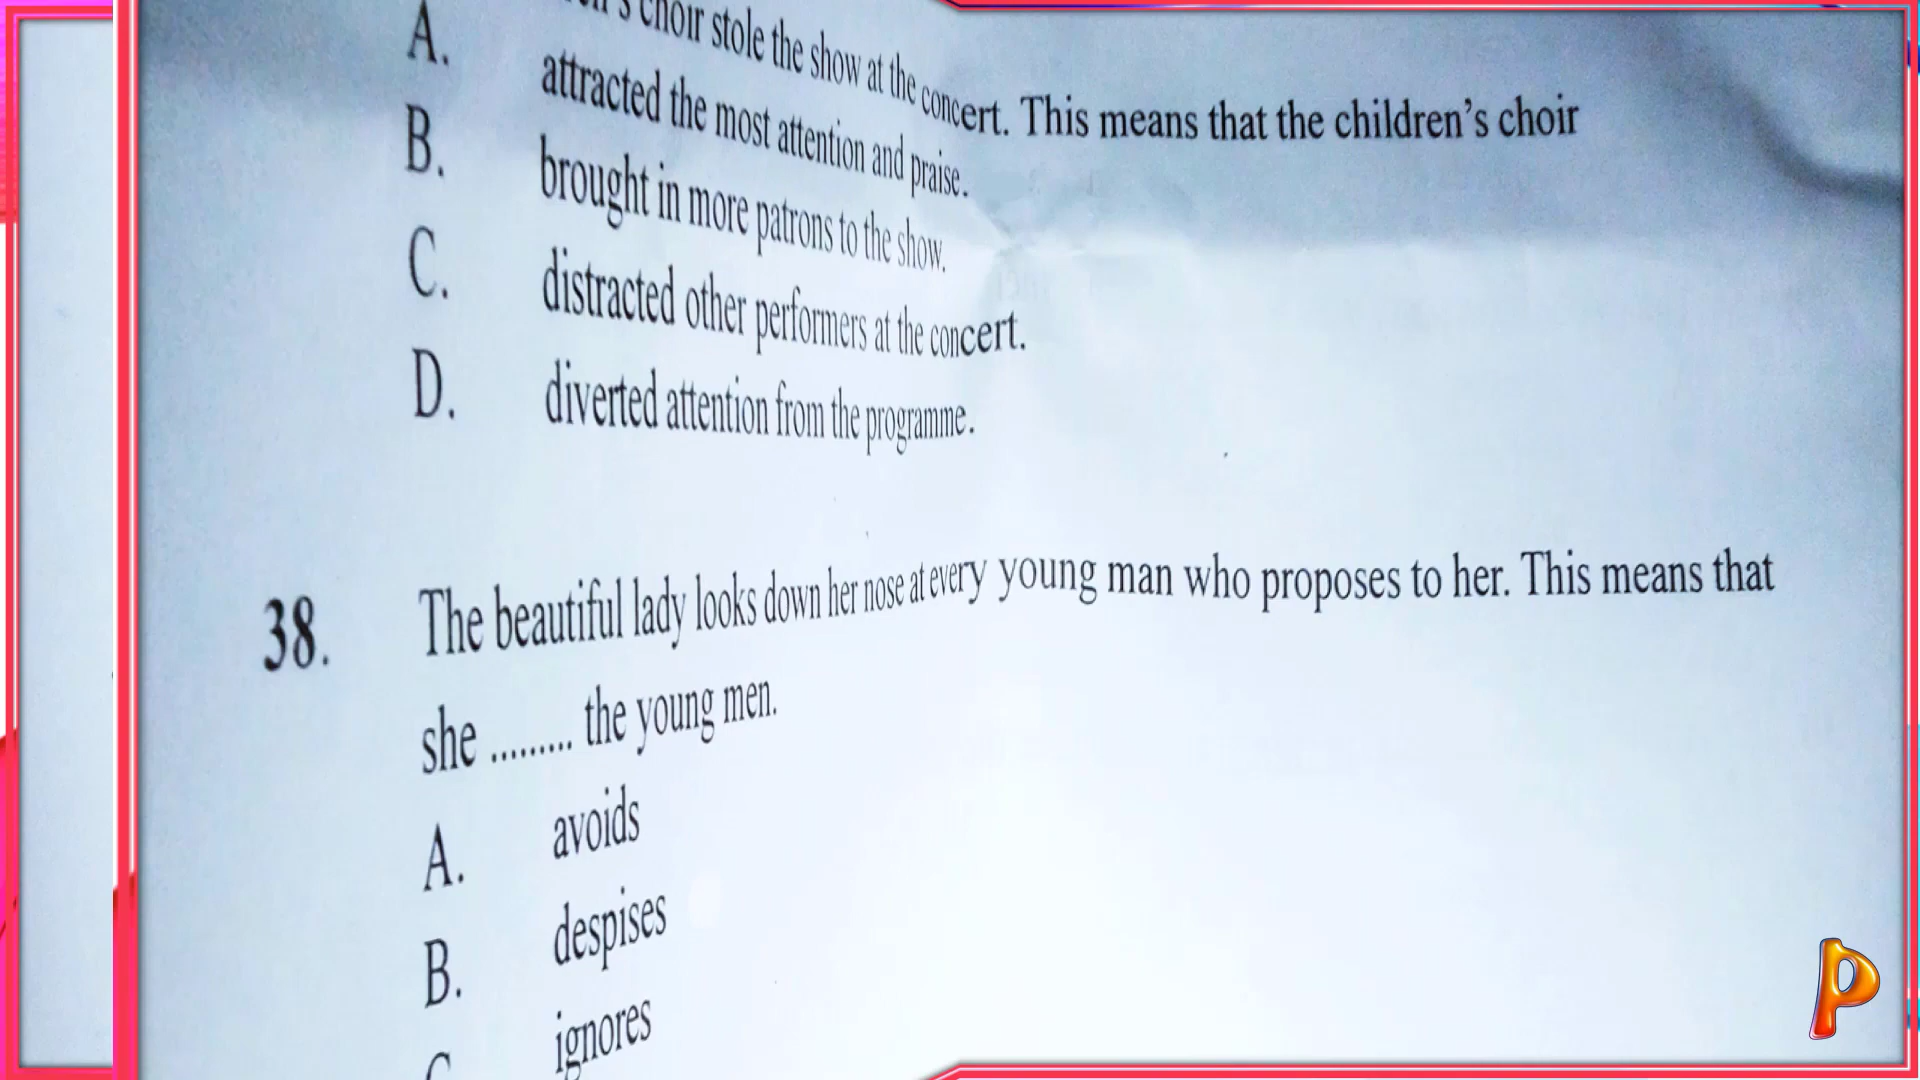 choir stole the show at the concert. This means that the children’s choir
A. attracted the most attention and praise.
B. brought in more patrons to the show.
C. distracted other performers at the concert.
D. diverted attention from the programme.
38. The beautiful lady looks down her nose at every young man who proposes to her. This means that
she ......... the young men.
A. avoids
B. despises
C ignores
P